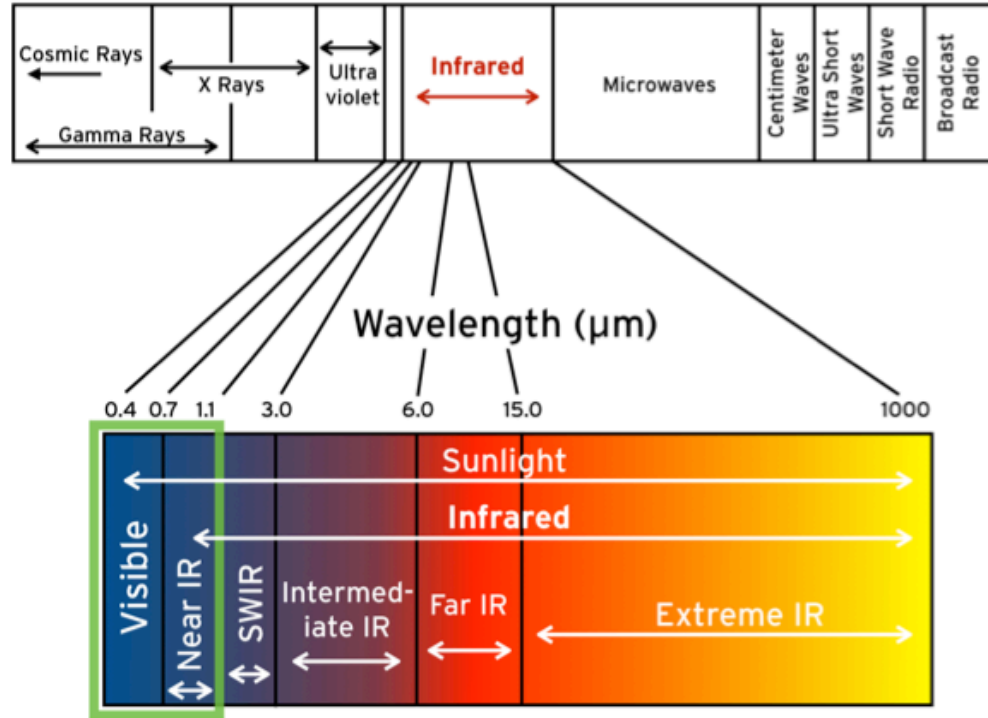 Cosmic Rays
X Rays
Gamma Rays
Ultra
violet
Infrared
Microwaves
Centimeter
Waves
Ultra Short
Waves
Short Wave
Radio
Broadcast
Radio
Wavelength (μm)
0.4 0.7 1.1 3.0 6.0 15.0 1000
Sunlight
Infrared
Visible
Near IR
SWIR
Intermed-
iate IR
Far IR
Extreme IR